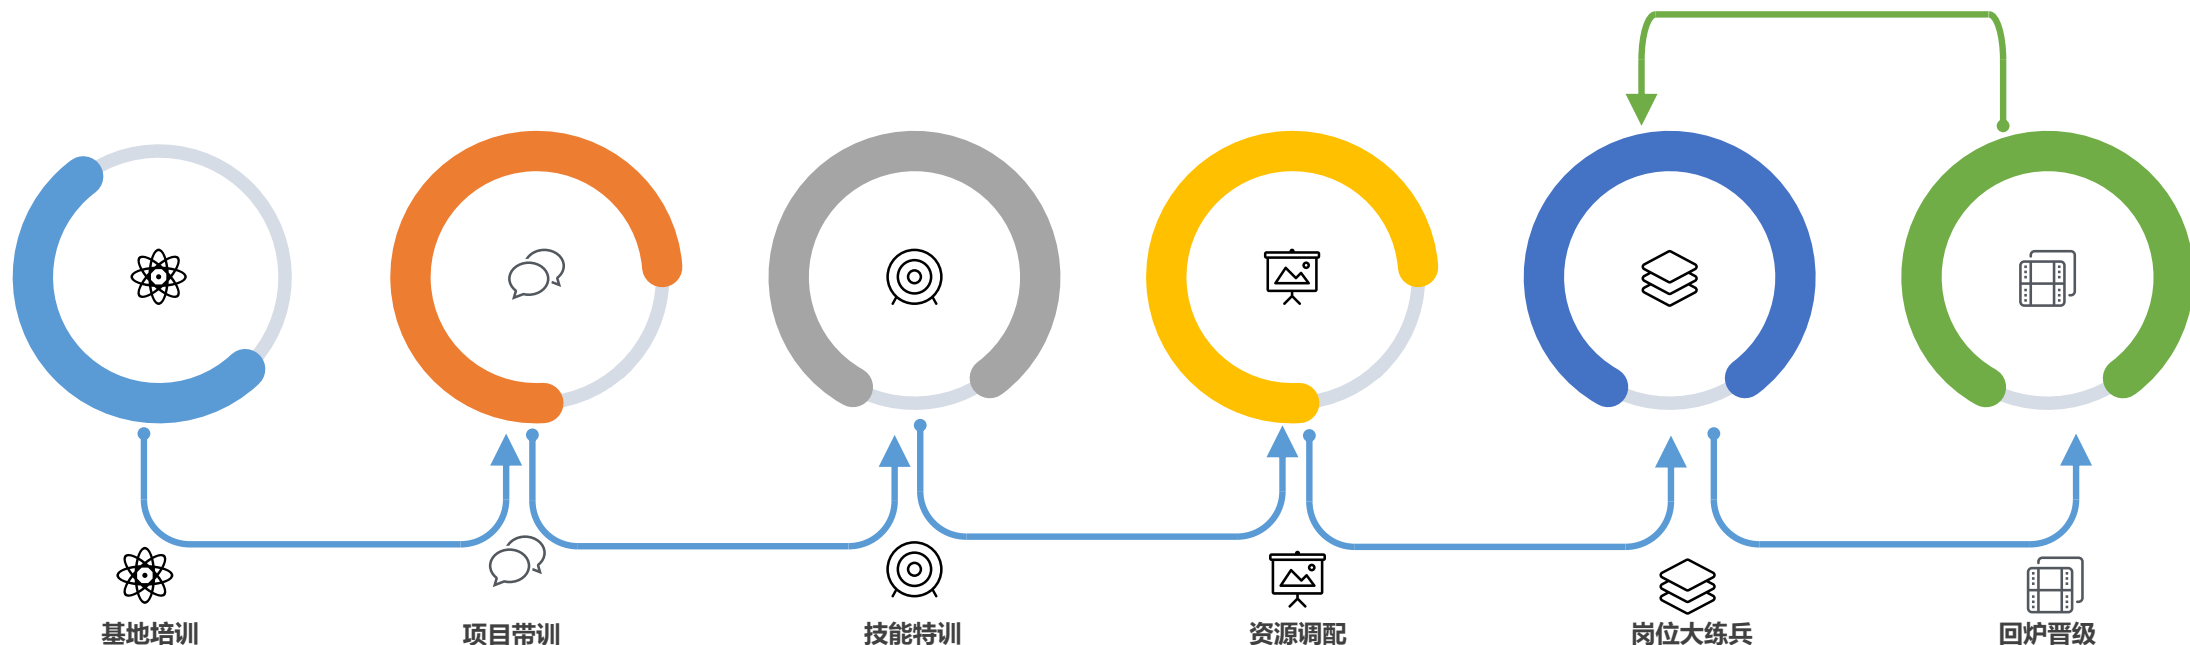 基地培训
项目带训
技能特训
资源调配
岗位大练兵
回炉晋级